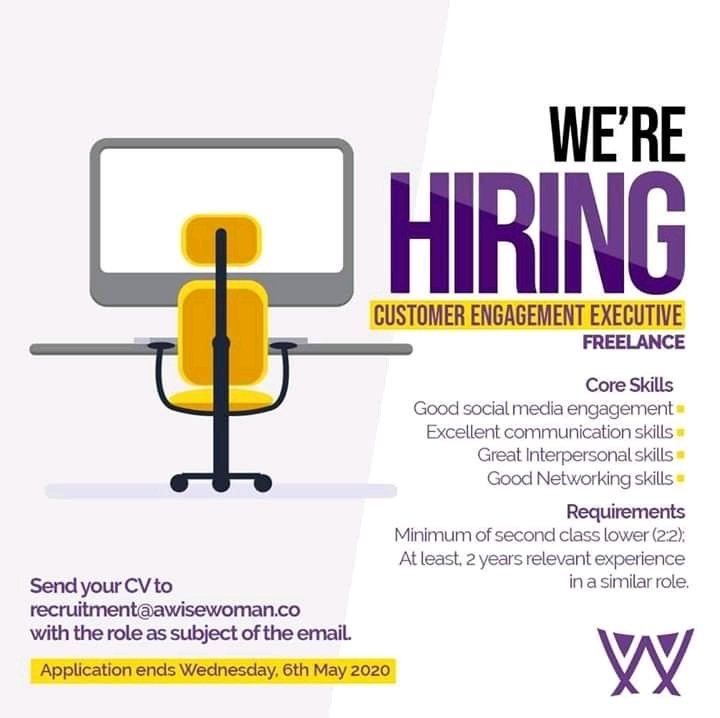 WE'RE
HIRING
CUSTOMER ENGAGEMENT EXECUTIVE
FREELANCE
Core Skills
Good social media engagement
Excellent communication skills
Great Interpersonal skills
Good Networking skills
Requirements
Minimum of second class lower (2:2);
At least, 2 years relevant experience
in a similar role.
Send your CV to
recruitment@awisewoman.co
with the role as subject of the email.
Application ends Wednesday, 6th May 2020